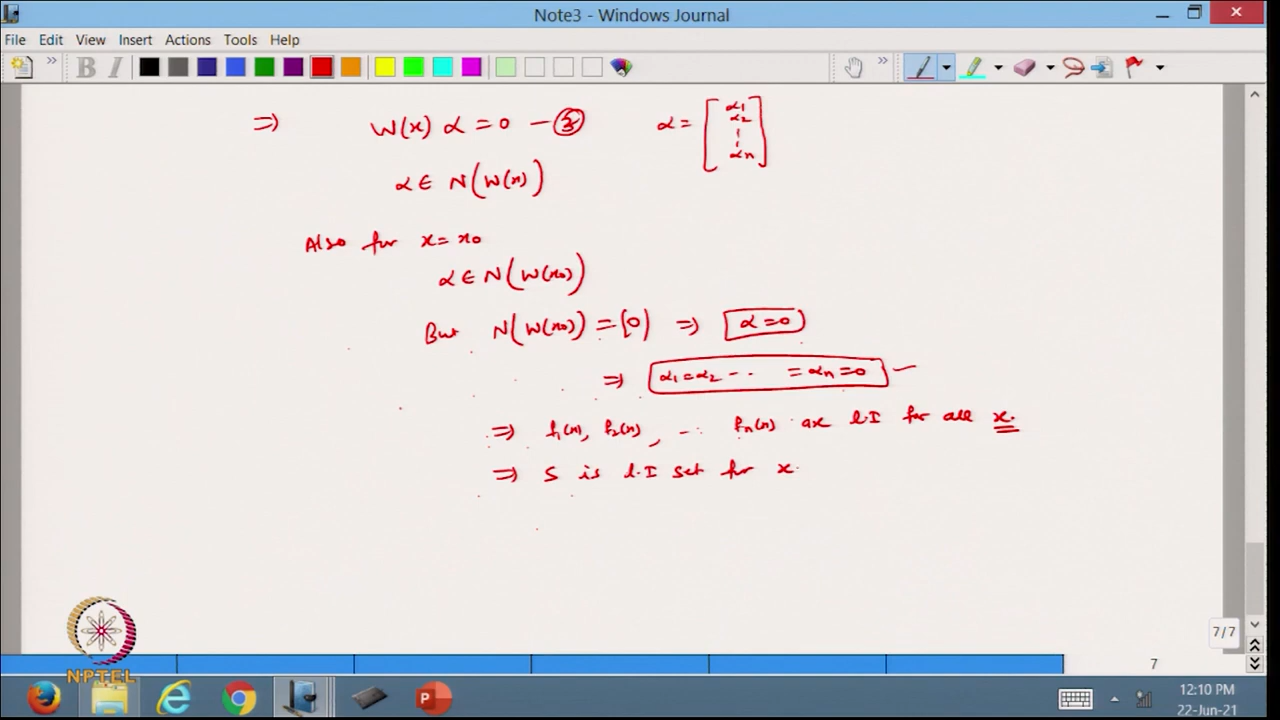 Note3 - Windows Journal
File Edit View Insert Actions Tools Help
⇒ W(x) α = 0 — ③ α = [α1 α2 ⋮ αn]
α ∈ N(W(x))
Also for x = x0
α ∈ N(W(x0))
But N(W(x0)) = {0} ⇒ α = 0
⇒ α1 = α2 -- = αn = 0 —
⇒ f1(x), f2(x), -- fn(x) are l.I for all x.
⇒ S is l.I set for x.
7/7
7
NPTEL
12:10 PM
22-Jun-21